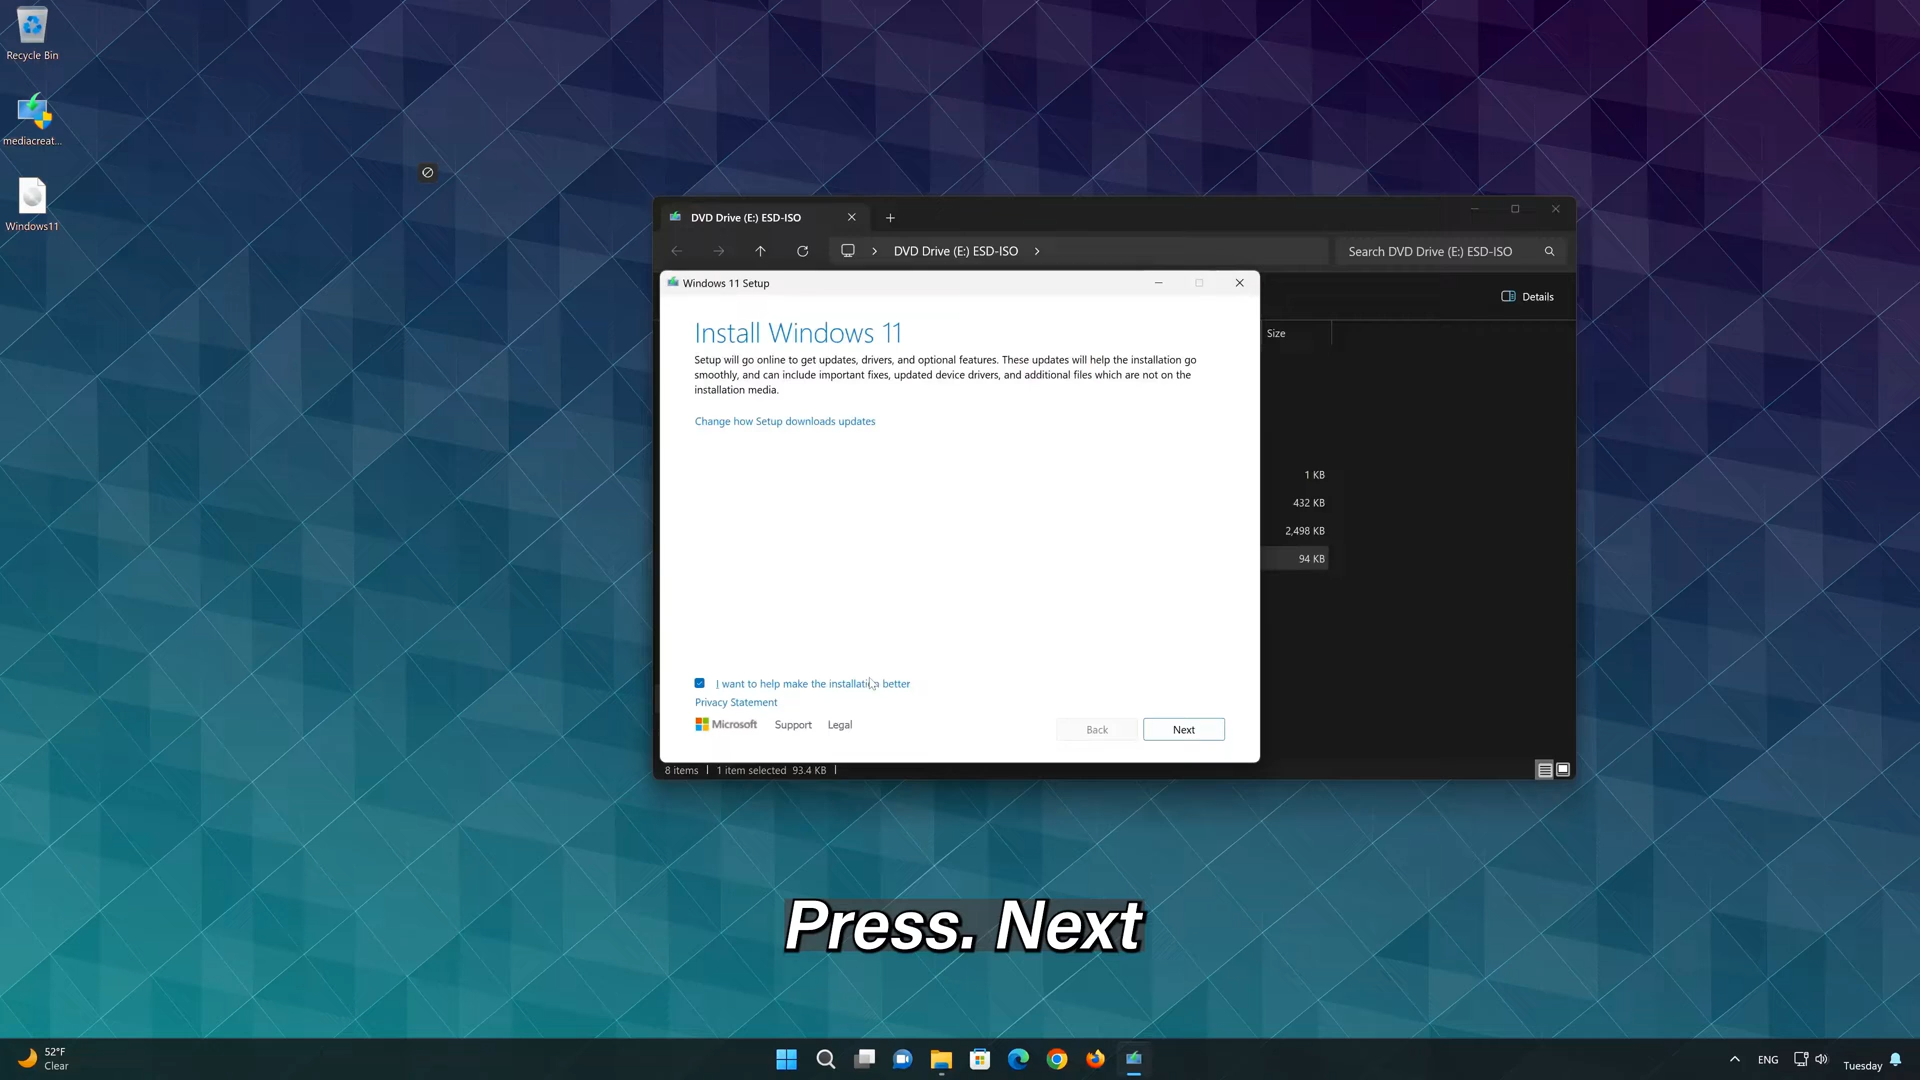 Recycle Bin
mediacreat...
Windows11
DVD Drive (E:) ESD-ISO
DVD Drive (E:) ESD-ISO
Search DVD Drive (E:) ESD-ISO
Windows 11 Setup
Details
Install Windows 11
Size
Setup will go online to get updates, drivers, and optional features. These updates will help the installation go
smoothly, and can include important fixes, updated device drivers, and additional files which are not on the
installation media.
Change how Setup downloads updates
1 KB
432 KB
2,498 KB
94 KB
I want to help make the installation better
Privacy Statement
Microsoft Support Legal
Back Next
8 items 1 item selected 93.4 KB
Press. Next
52°F
Clear
ENG
Tuesday